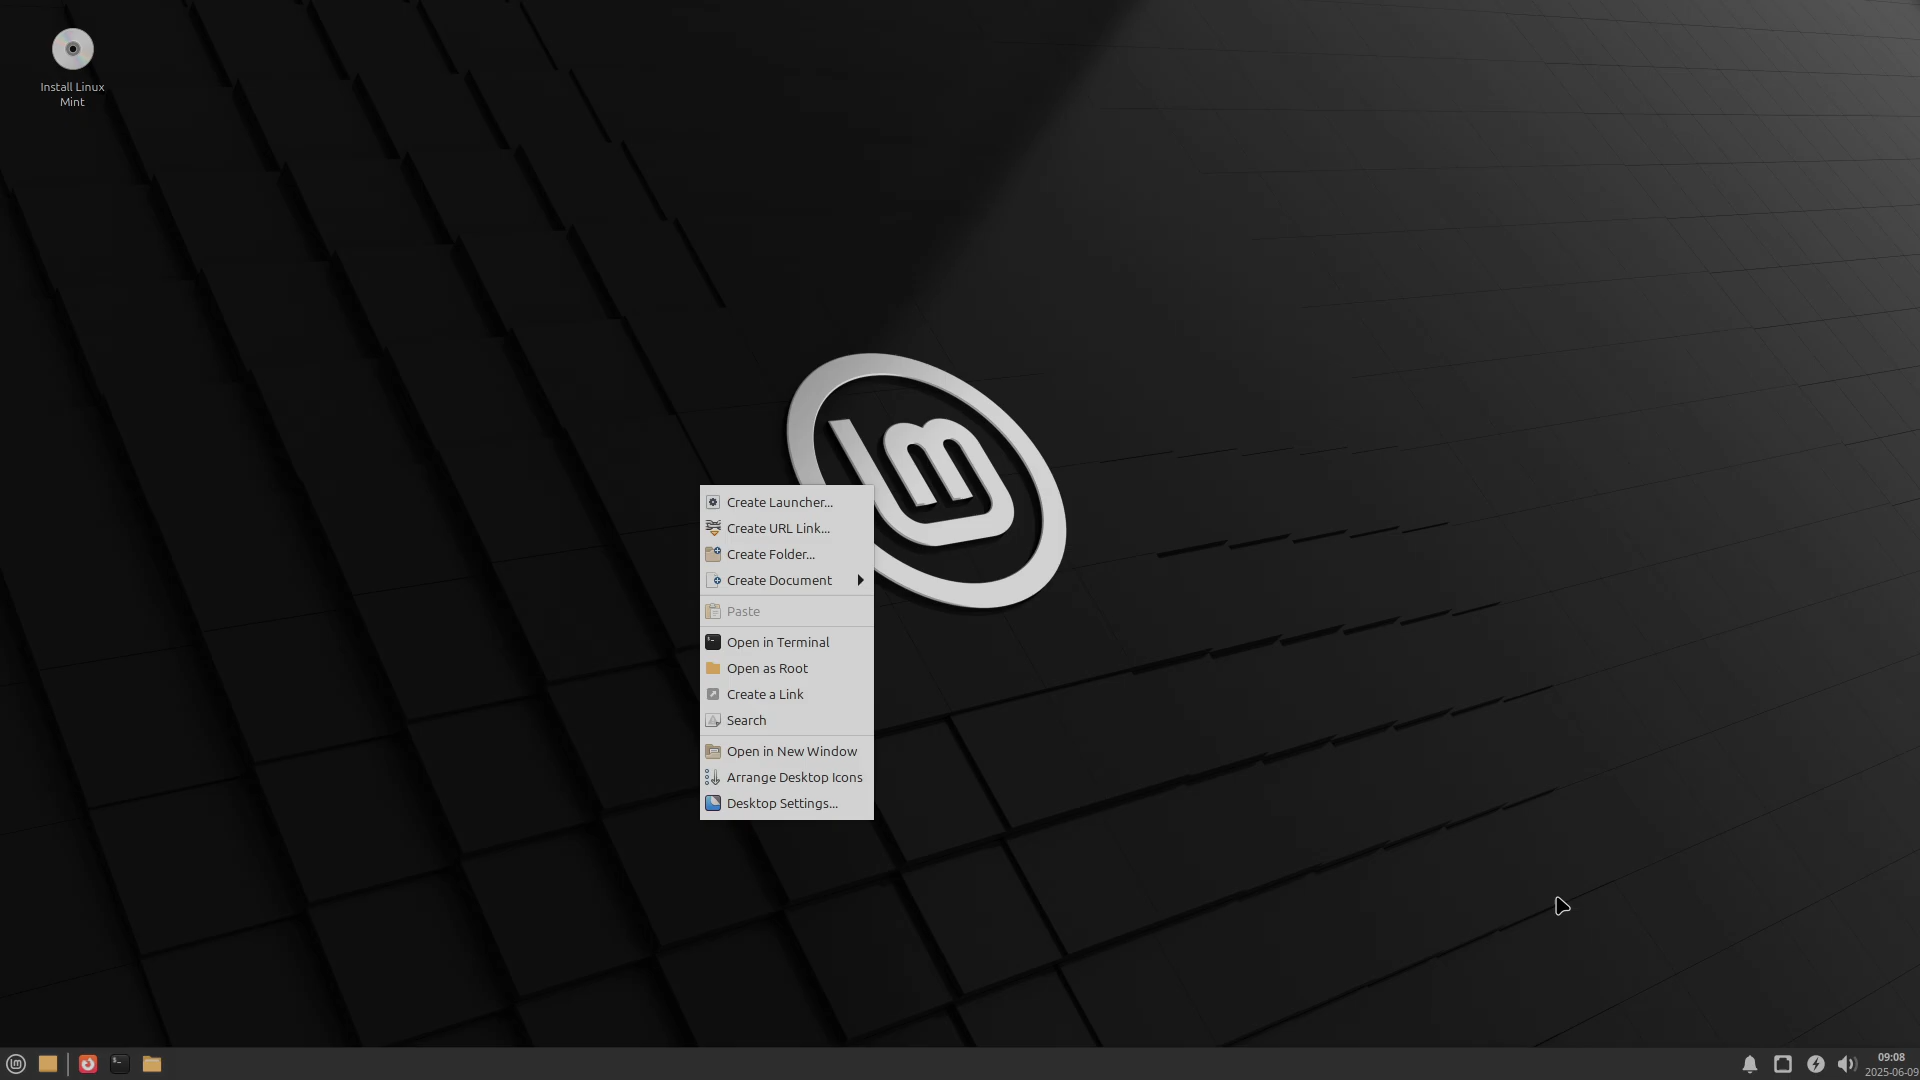 Install Linux
Mint
Create Launcher...
Create URL Link...
Create Folder...
Create Document
Paste
Open in Terminal
Open as Root
Create a Link
Search
Open in New Window
Arrange Desktop Icons
Desktop Settings...
09:08
2025-06-09